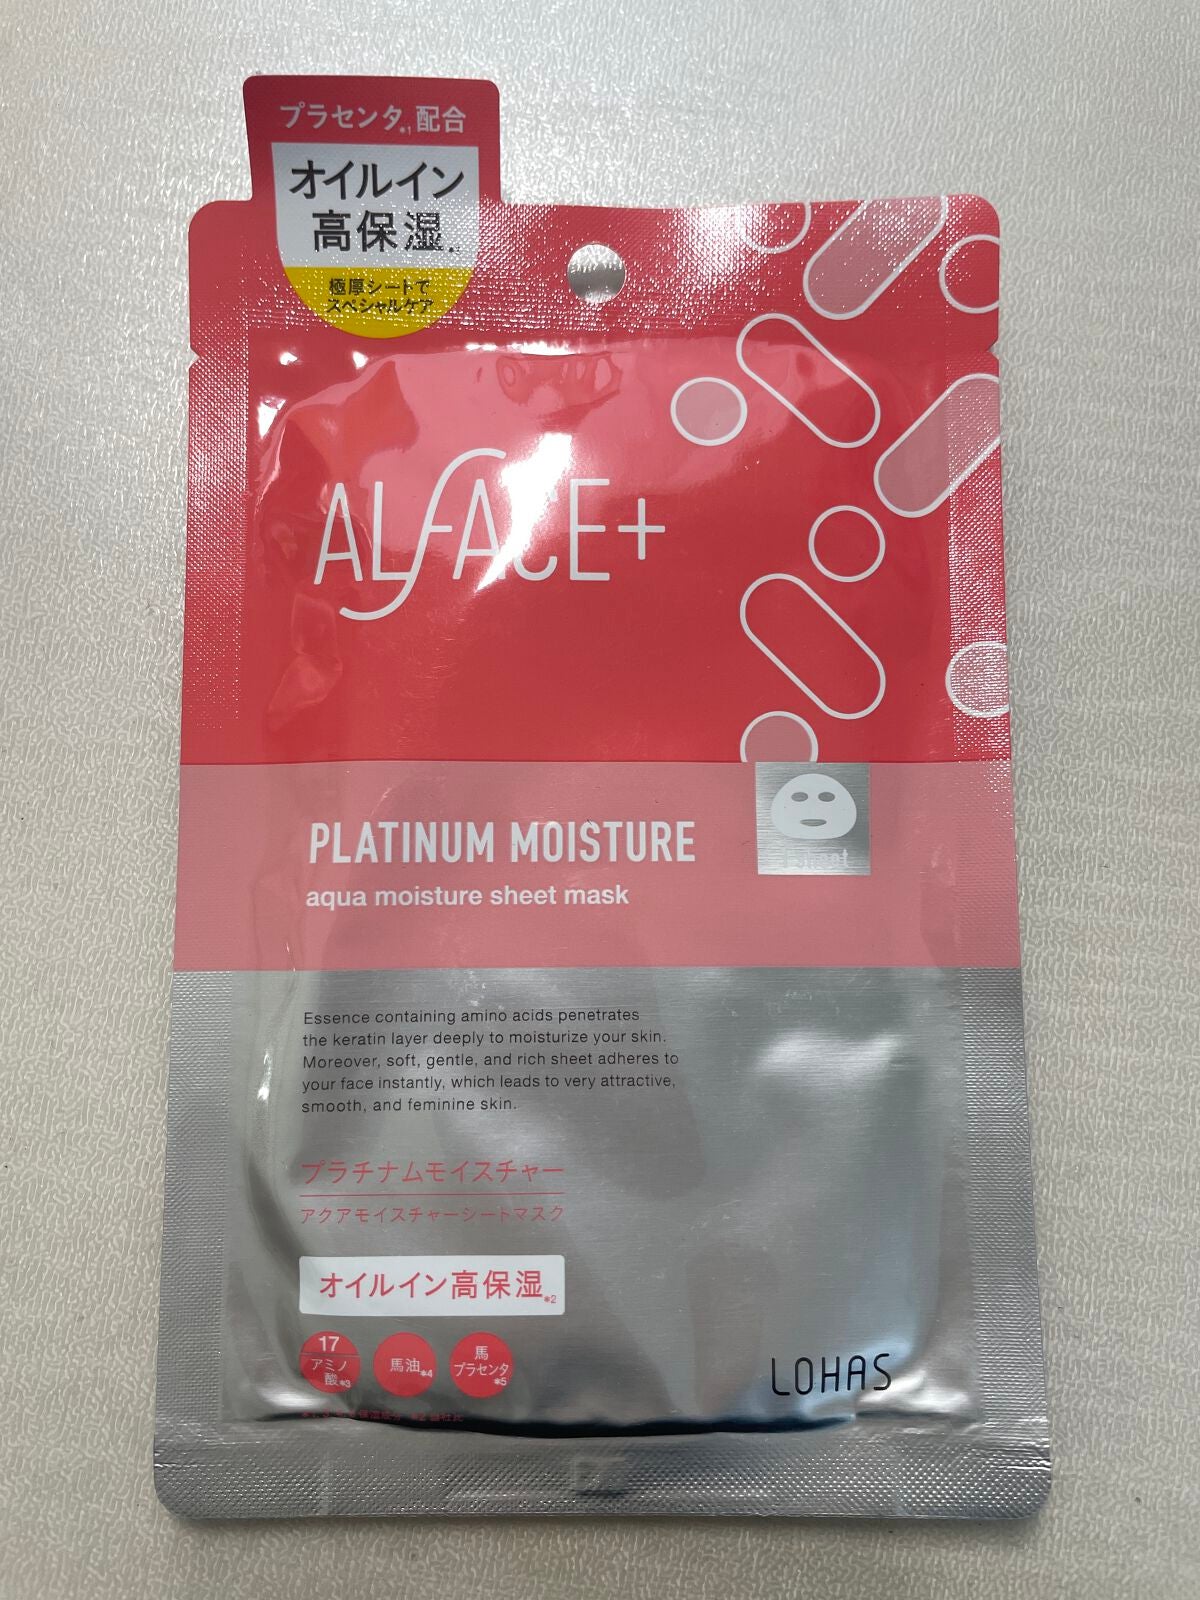 プラセンタ*1配合
オイルイン
高保湿
極厚シートで
スペシャルケア
ALFACE+
PLATINUM MOISTURE
aqua moisture sheet mask
Essence containing amino acids penetrates
the keratin layer deeply to moisturize your skin.
Moreover, soft, gentle, and rich sheet adheres to
your face instantly, which leads to very attractive,
smooth, and feminine skin.
プラチナムモイスチャー
アクアモイスチャーシートマスク
オイルイン高保湿*2
17
アミノ
酸*3
馬油*4
馬
プラセンタ
*5
LOHAS